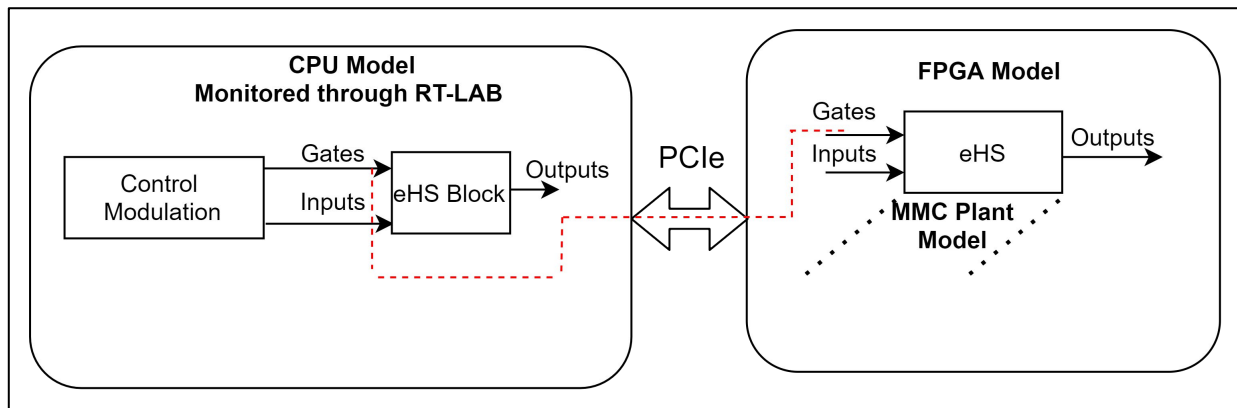 CPU Model
Monitored through RT-LAB
Control
Modulation
Gates
Inputs
eHS Block
Outputs
PCIe
FPGA Model
Gates
Inputs
eHS
Outputs
MMC Plant
Model